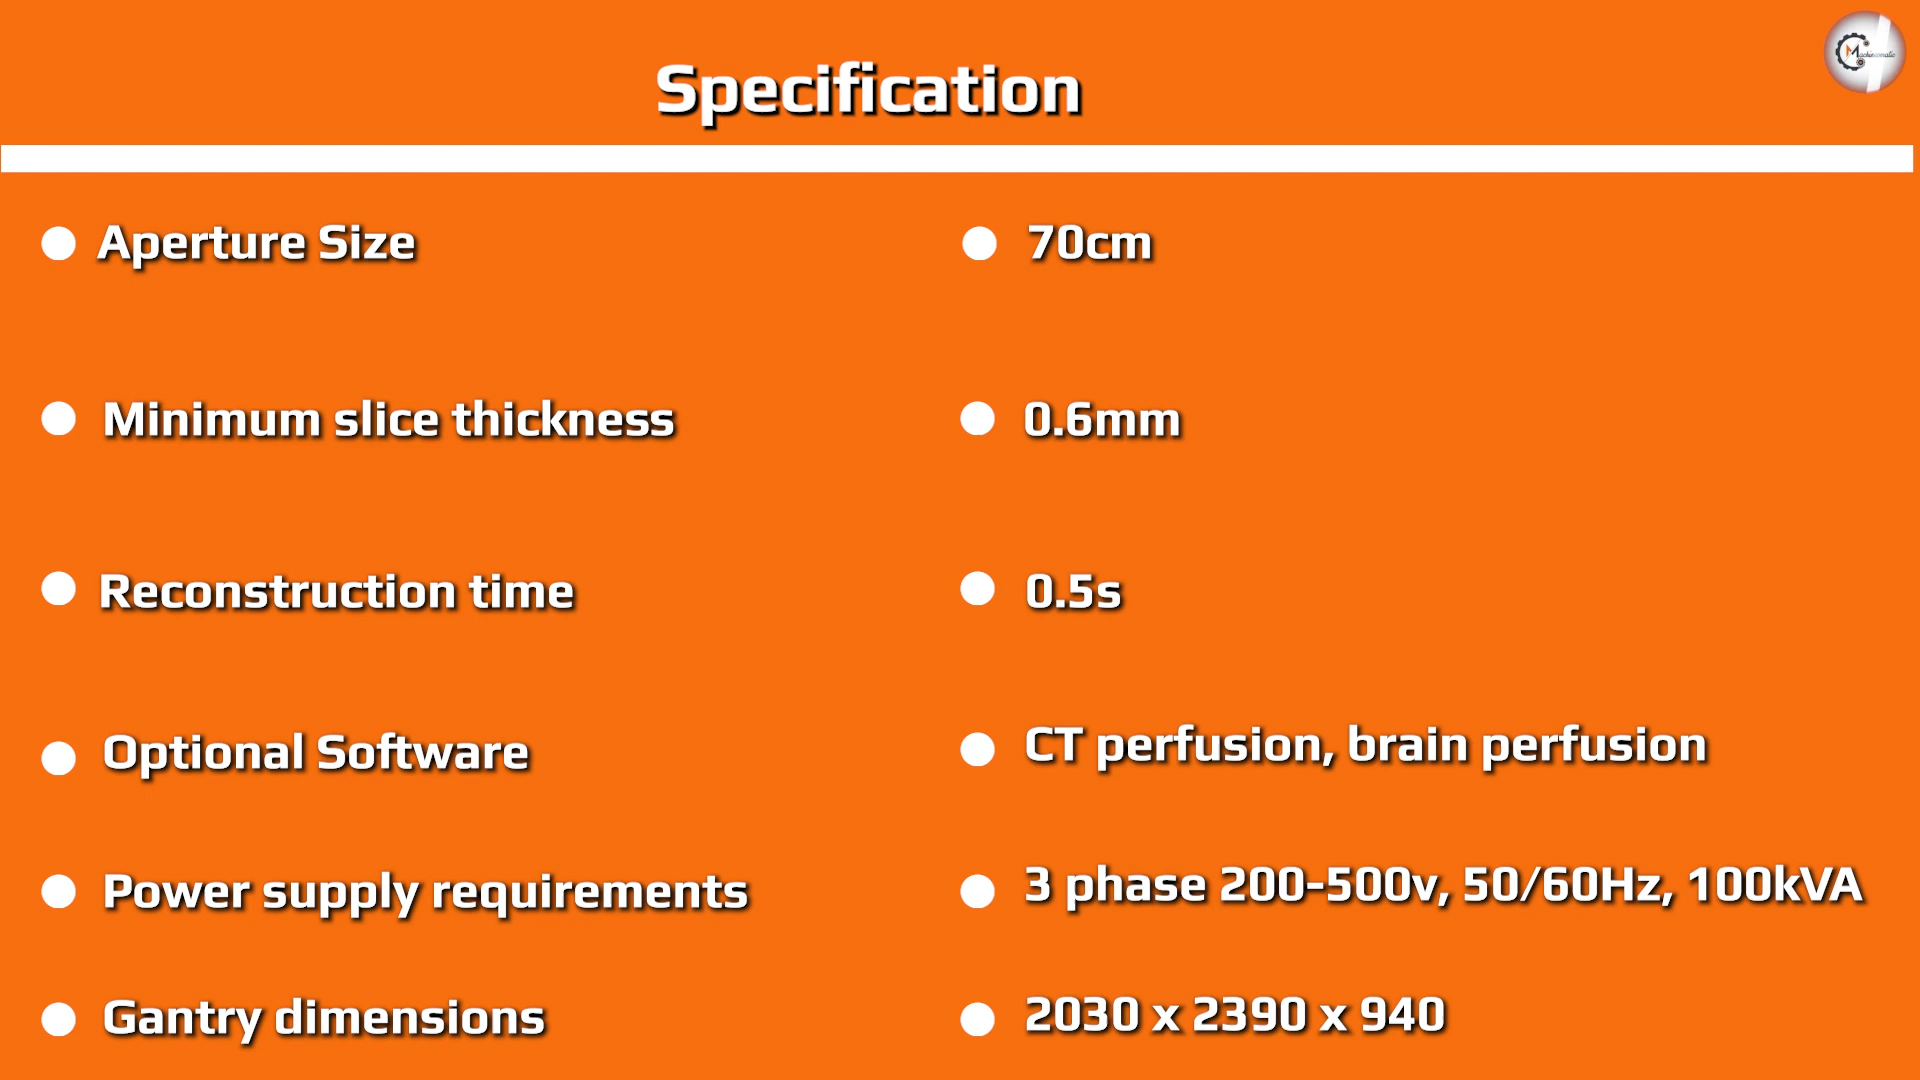 Specification
Aperture Size
70cm
Minimum slice thickness
0.6mm
Reconstruction time
0.5s
Optional Software
CT perfusion, brain perfusion
Power supply requirements
3 phase 200-500v, 50/60Hz, 100kVA
Gantry dimensions
2030 x 2390 x 940